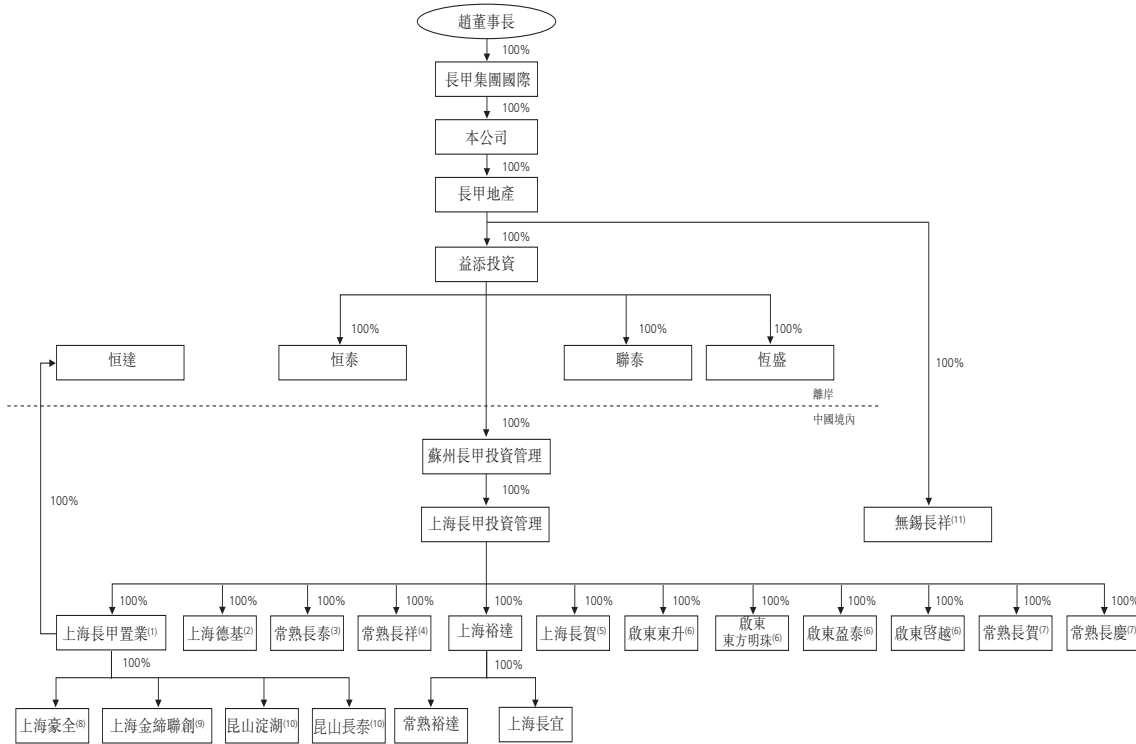 趙董事長
100%
長甲集團國際
100%
本公司
100%
長甲地產
100%
益添投資
100%
100%
100%
100%
恒達
恒泰
聯泰
恆盛
100%
離岸
中國境內
100%
蘇州長甲投資管理
100%
100%
上海長甲投資管理
無錫長祥(11)
100%
100%
100%
100%
100%
100%
100%
100%
100%
100%
100%
100%
上海長甲置業(1)
上海德基(2)
常熟長泰(3)
常熟長祥(4)
上海裕達
上海長賀(5)
啟東東升(6)
啟東
東方明珠(6)
啟東盈泰(6)
啟東啓越(6)
常熟長賀(7)
常熟長慶(7)
100%
100%
上海豪全(8)
上海金締聯創(9)
昆山淀湖(10)
昆山長泰(10)
常熟裕達
上海長宜